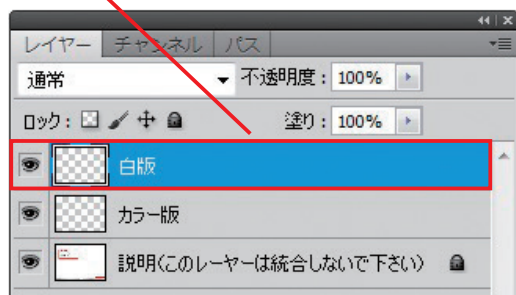 レイヤー チャンネル パス
通常 不透明度： 100%
ロック： 塗り： 100%
白版
カラー版
説明（このレーヤーは統合しないで下さい）